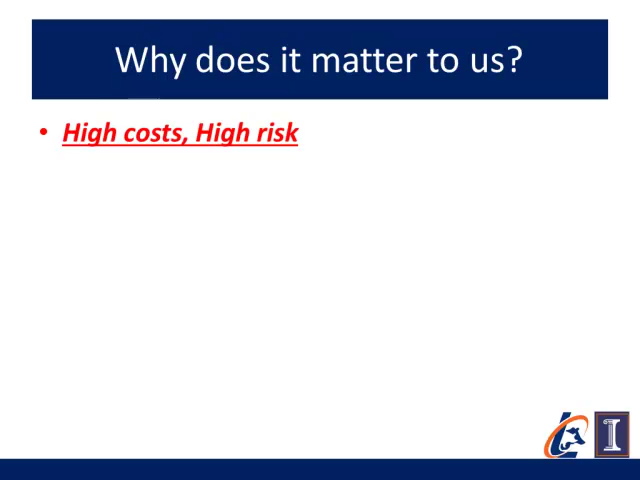 Why does it matter to us?
• High costs, High risk